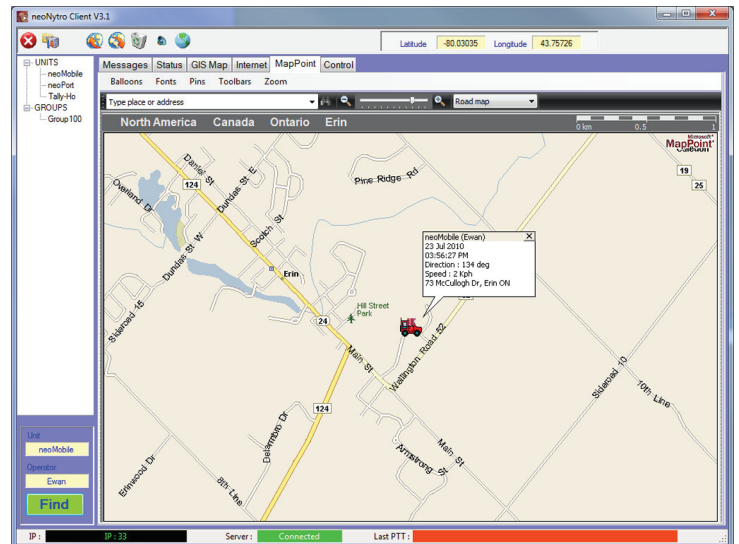 neoNytro Client V3.1
Latitude -80.03035 Longitude 43.75726
UNITS
neoMobile
neoPort
Tally-Ho
GROUPS
Group100
Messages Status GIS Map Internet MapPoint Control
Balloons Fonts Pins Toolbars Zoom
Type place or address
Road map
North America Canada Ontario Erin
0 km 0.5 1
Microsoft
MapPoint
Caledon
Daniel St
124
Overland Dr
Dundas St E
Pine Ridge Rd
19
25
Scotch St
Dundas St W
Erin
neoMobile (Ewan) X
23 Jul 2010
03:56:27 PM
Direction : 134 deg
Speed : 2 Kph
73 McCullogh Dr, Erin ON
Sideroad 15
Hill Street
Park
24
Main St
Wellington Road 52
Sideroad 10
10th Line
124
Delarmbro Dr
Main St
Armstrong St
Erinwood Dr
8th Line
Unit
neoMobile
Operator
Ewan
Find
IP : IP : 33 Server : Connected Last PTT :